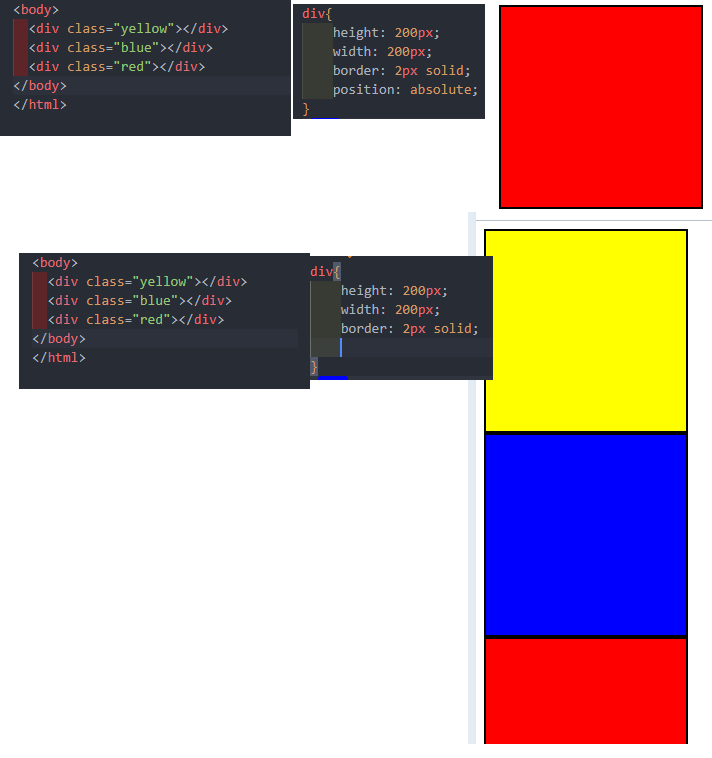 <body>
<div class="yellow"></div>
<div class="blue"></div>
<div class="red"></div>
</body>
</html>
div{
height: 200px;
width: 200px;
border: 2px solid;
position: absolute;
}
<body>
<div class="yellow"></div>
<div class="blue"></div>
<div class="red"></div>
</body>
</html>
div{
height: 200px;
width: 200px;
border: 2px solid;
}